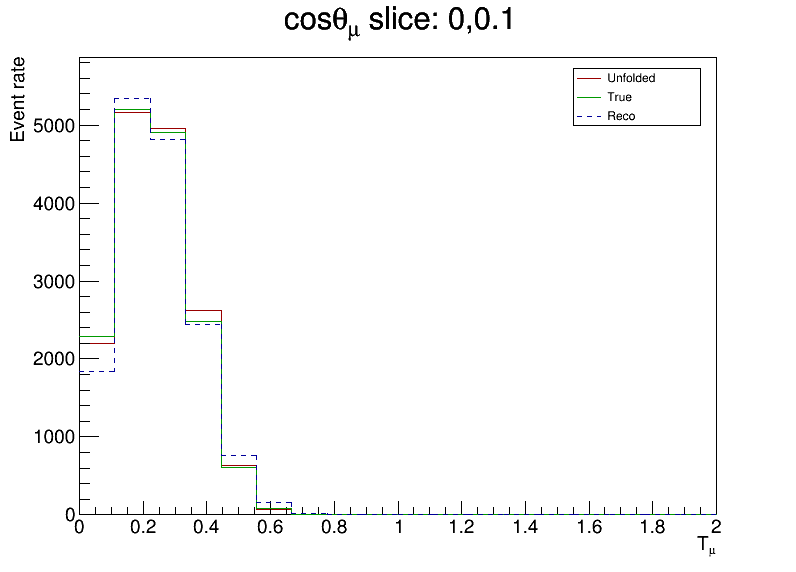 cosθμ slice: 0,0.1
Event rate
Unfolded
True
Reco
5000
4000
3000
2000
1000
0
0 0.2 0.4 0.6 0.8 1 1.2 1.4 1.6 1.8 2
Tμ